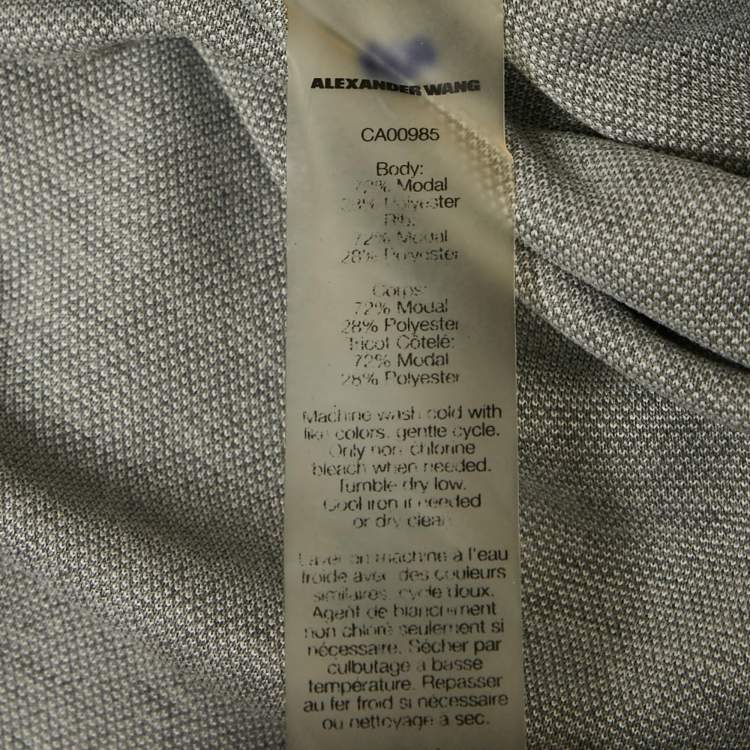 ALEXANDER WANG
CA00985
Body:
72% Modal
28% Polyester
Rib:
72% Modal
28% Polyester
Corps:
72% Modal
28% Polyester
Tricot Côtelé:
72% Modal
28% Polyester
Machine wash cold with
like colors, gentle cycle.
Only non chlorine
bleach when needed.
Tumble dry low.
Cool iron if needed
or dry clean
Laver en machine à l'eau
froide avec des couleurs
similaires, cycle doux.
Agent de blanchiment
non chloré seulement si
nécessaire. Sécher par
culbutage à basse
température. Repasser
au fer froid si nécessaire
ou nettoyage à sec.